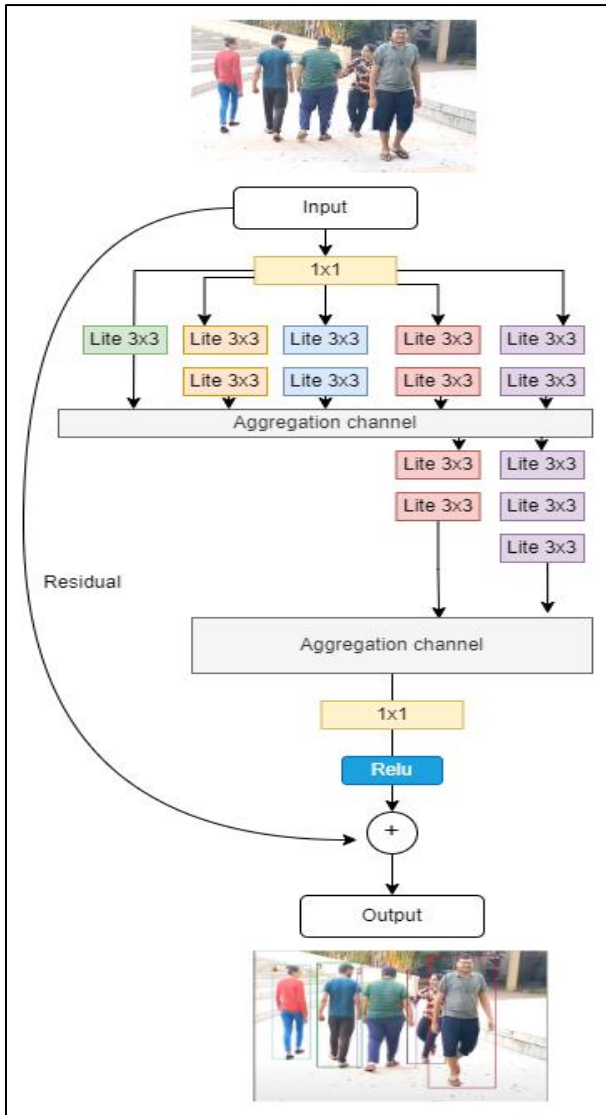 Input
1x1
Lite 3x3 Lite 3x3 Lite 3x3 Lite 3x3 Lite 3x3
Lite 3x3 Lite 3x3 Lite 3x3 Lite 3x3
Aggregation channel
Lite 3x3 Lite 3x3
Lite 3x3 Lite 3x3
Lite 3x3
Residual
Aggregation channel
1x1
Relu
+
Output